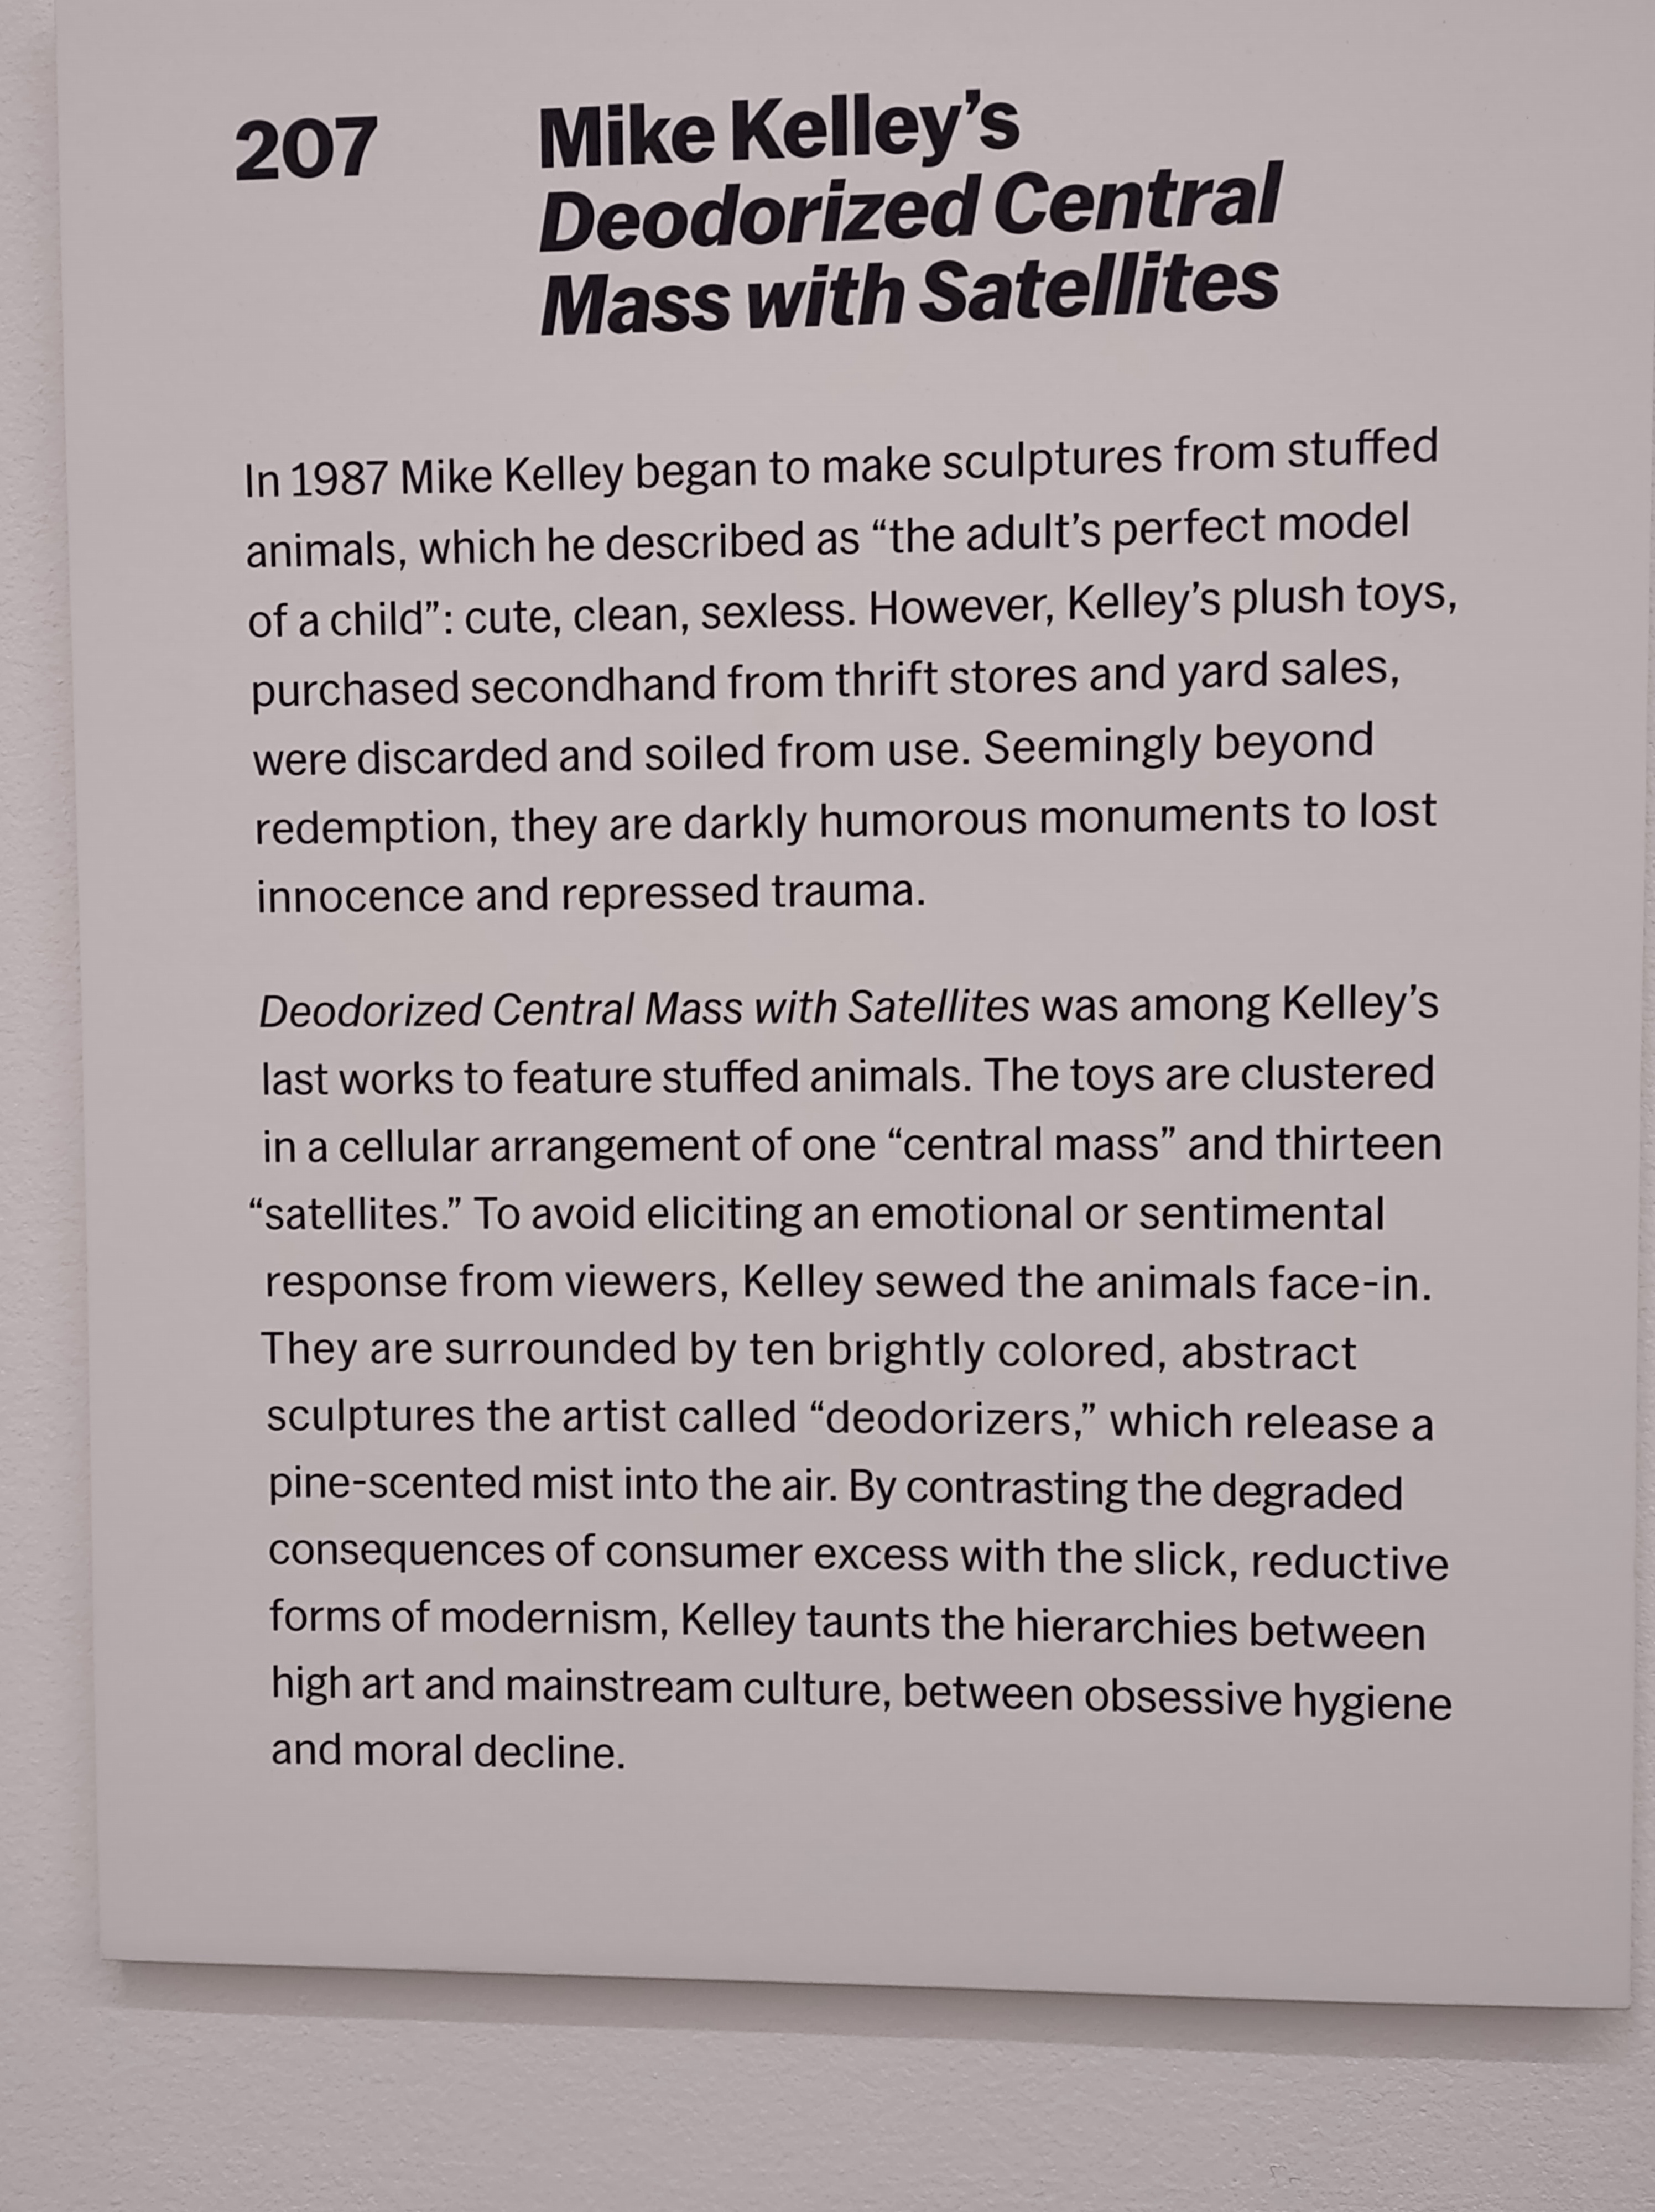 207
Mike Kelley’s
Deodorized Central
Mass with Satellites
In 1987 Mike Kelley began to make sculptures from stuffed
animals, which he described as “the adult’s perfect model
of a child”: cute, clean, sexless. However, Kelley’s plush toys,
purchased secondhand from thrift stores and yard sales,
were discarded and soiled from use. Seemingly beyond
redemption, they are darkly humorous monuments to lost
innocence and repressed trauma.
Deodorized Central Mass with Satellites was among Kelley’s
last works to feature stuffed animals. The toys are clustered
in a cellular arrangement of one “central mass” and thirteen
“satellites.” To avoid eliciting an emotional or sentimental
response from viewers, Kelley sewed the animals face-in.
They are surrounded by ten brightly colored, abstract
sculptures the artist called “deodorizers,” which release a
pine-scented mist into the air. By contrasting the degraded
consequences of consumer excess with the slick, reductive
forms of modernism, Kelley taunts the hierarchies between
high art and mainstream culture, between obsessive hygiene
and moral decline.